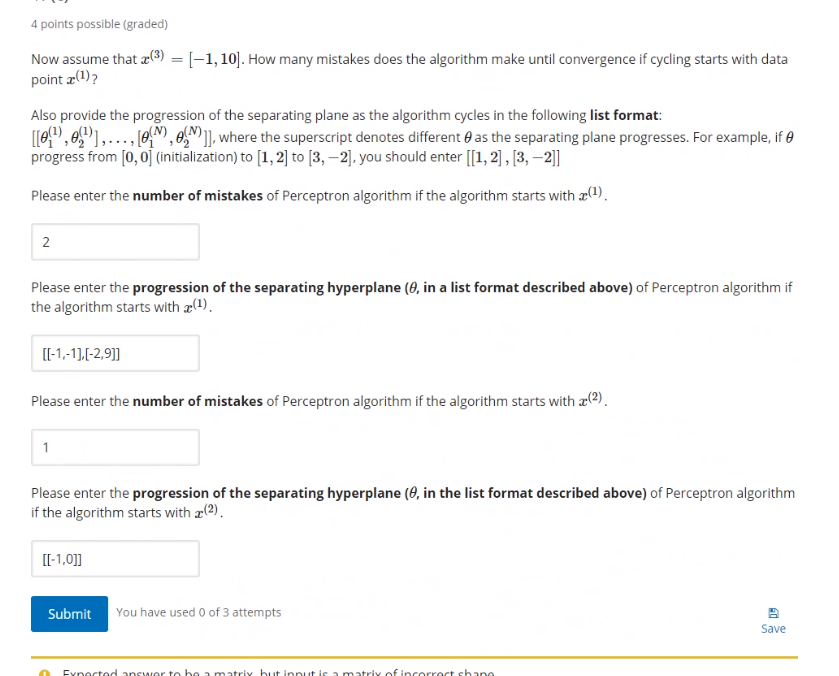 4 points possible (graded)
Now assume that x^(3) = [−1, 10]. How many mistakes does the algorithm make until convergence if cycling starts with data
point x^(1)?
Also provide the progression of the separating plane as the algorithm cycles in the following list format:
[[θ_1^(1), θ_2^(1)], . . . , [θ_1^(N), θ_2^(N)]], where the superscript denotes different θ as the separating plane progresses. For example, if θ
progress from [0, 0] (initialization) to [1, 2] to [3, −2], you should enter [[1, 2] , [3, −2]]
Please enter the number of mistakes of Perceptron algorithm if the algorithm starts with x^(1).
2
Please enter the progression of the separating hyperplane (θ, in a list format described above) of Perceptron algorithm if
the algorithm starts with x^(1).
[[-1,-1],[-2,9]]
Please enter the number of mistakes of Perceptron algorithm if the algorithm starts with x^(2).
1
Please enter the progression of the separating hyperplane (θ, in the list format described above) of Perceptron algorithm
if the algorithm starts with x^(2).
[[-1,0]]
Submit You have used 0 of 3 attempts
Save
Expected answer to be a matrix, but input is a matrix of incorrect shape